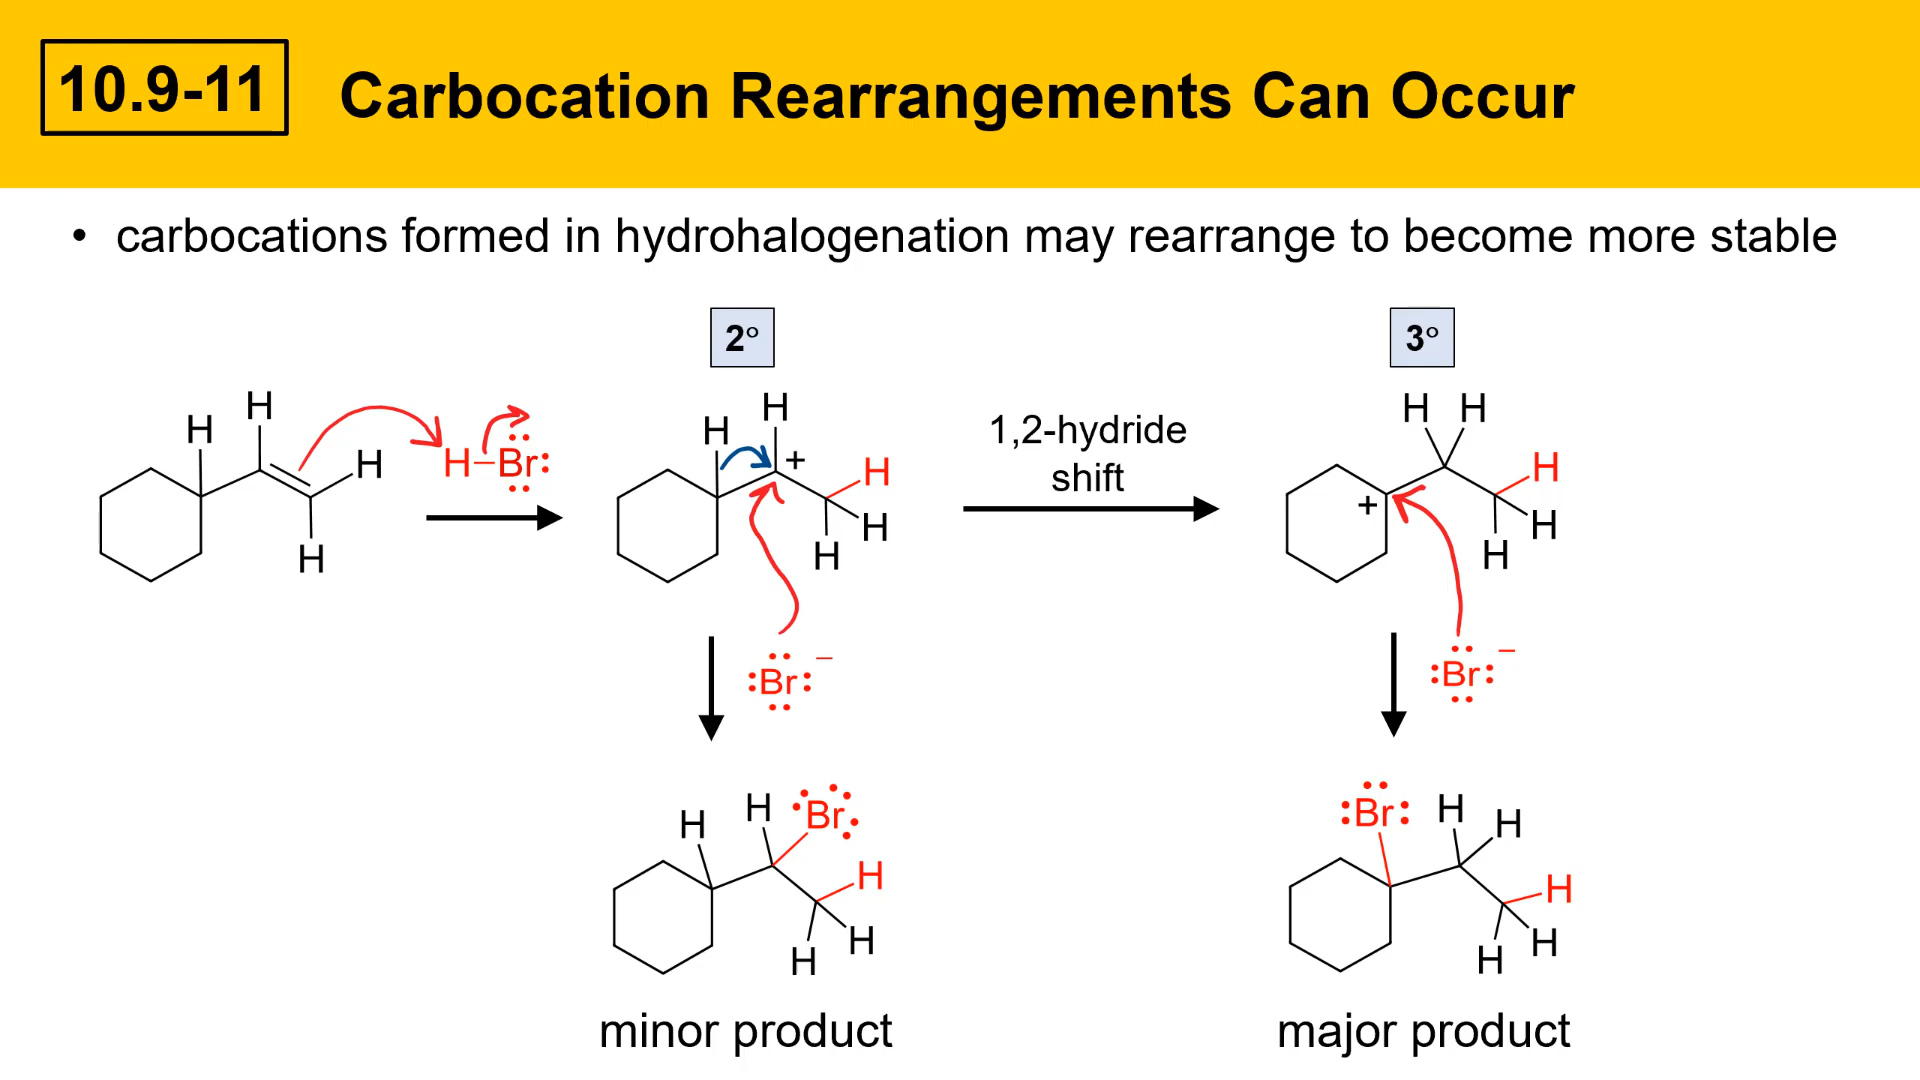 10.9-11
Carbocation Rearrangements Can Occur
• carbocations formed in hydrohalogenation may rearrange to become more stable
2°
3°
H
H
H
H
H–Br
H
H
+
H
H
H
1,2-hydride
shift
H H
+
H
H
H
Br –
Br –
H
H
Br
H
H
H
Br
H
H
H
H
H
minor product
major product